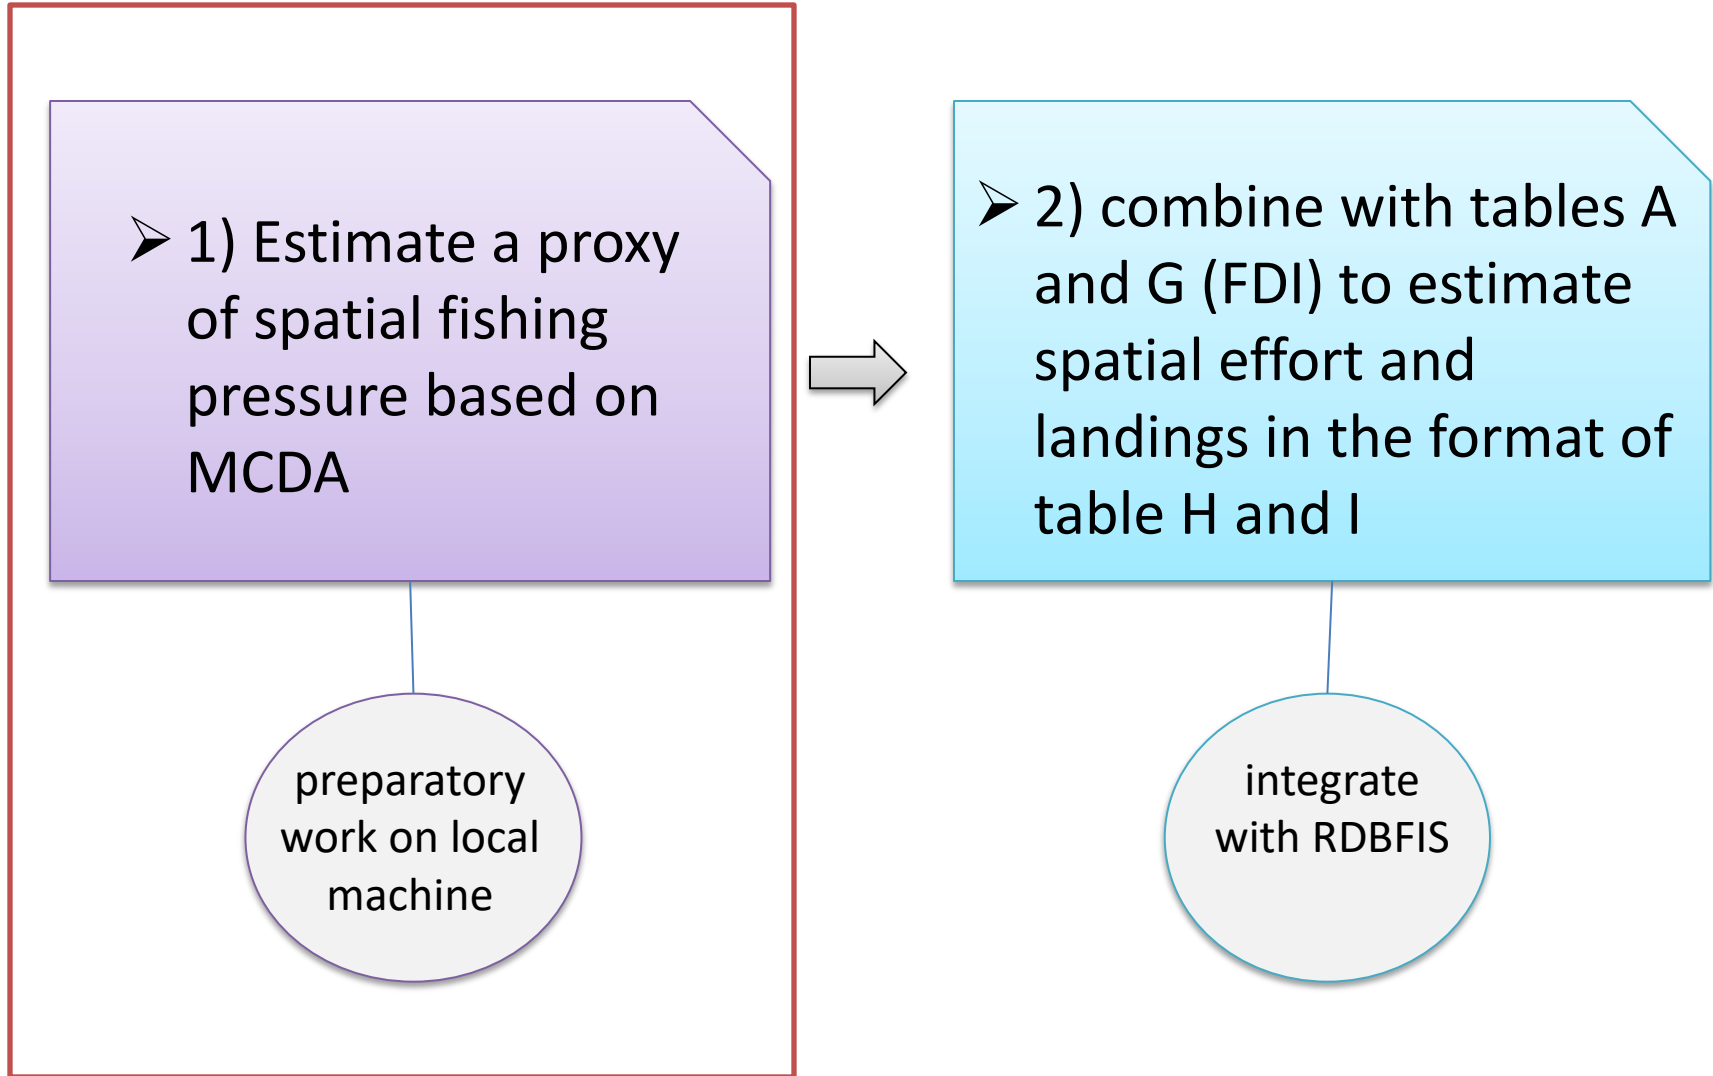 ➢ 1) Estimate a proxy
of spatial fishing
pressure based on
MCDA
preparatory
work on local
machine
➢ 2) combine with tables A
and G (FDI) to estimate
spatial effort and
landings in the format of
table H and I
integrate
with RDBFIS